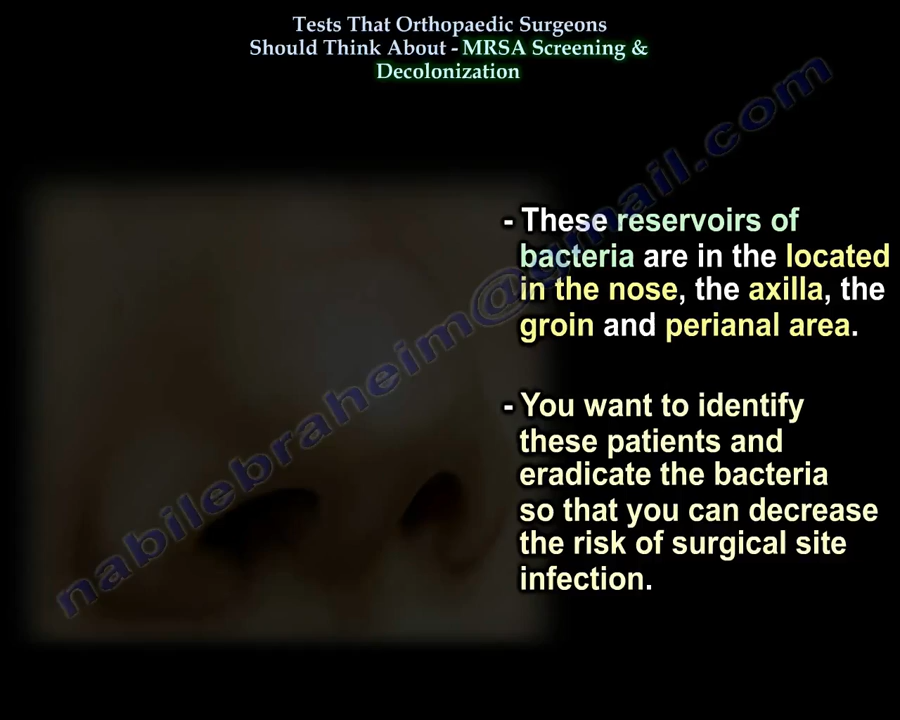 Tests That Orthopaedic Surgeons
Should Think About - MRSA Screening &
Decolonization
- These reservoirs of
bacteria are in the located
in the nose, the axilla, the
groin and perianal area.
- You want to identify
these patients and
eradicate the bacteria
so that you can decrease
the risk of surgical site
infection.
nabilebraheim@gmail.com